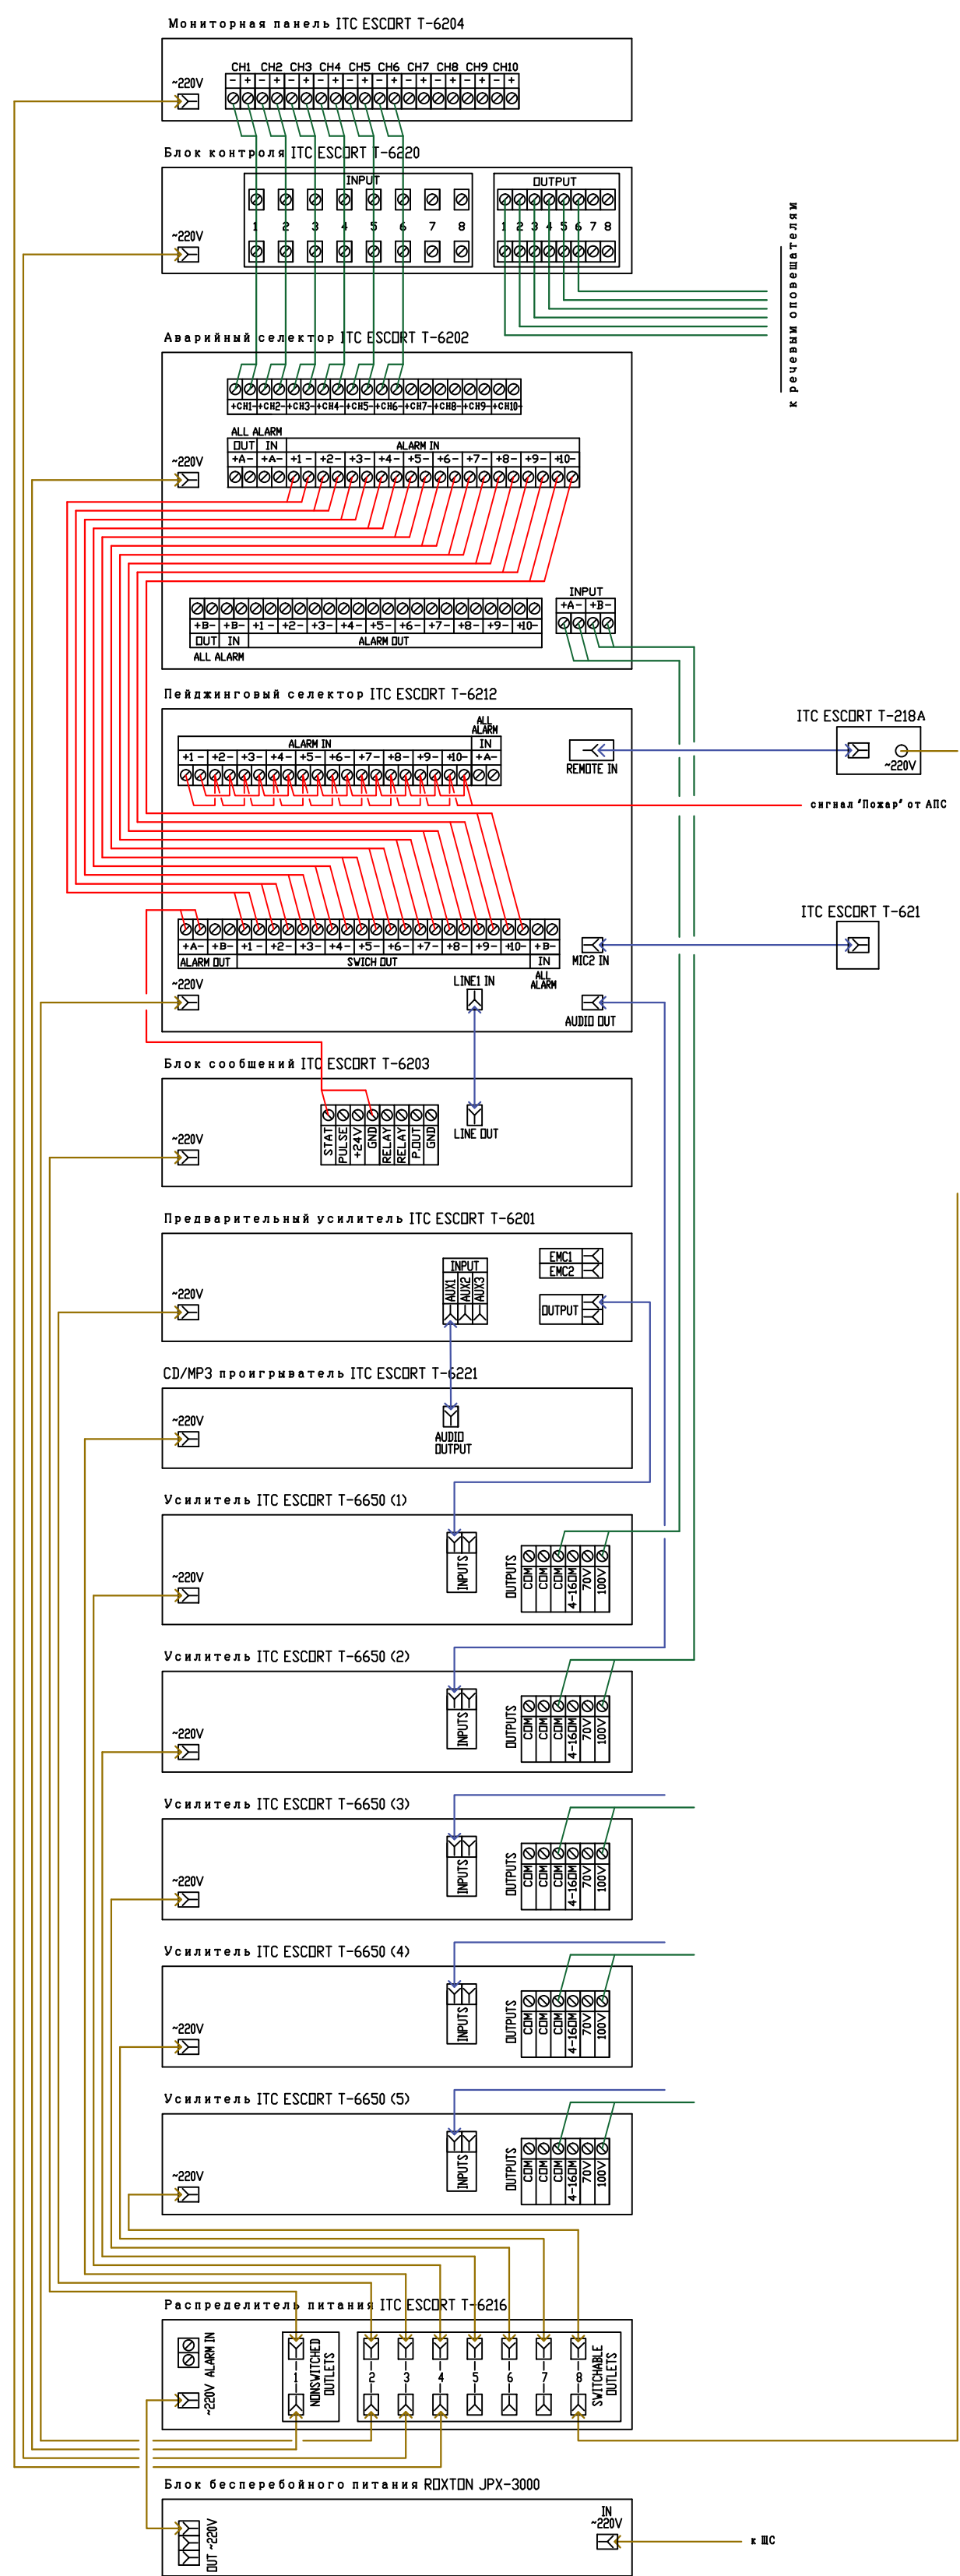 Мониторная панель ITC ESCORT T-6204
CH1 CH2 CH3 CH4 CH5 CH6 CH7 CH8 CH9 CH10
- + - + - + - + - + - + - + - + - + - +
~220V
Блок контроля ITC ESCORT T-6220
INPUT
OUTPUT
1 2 3 4 5 6 7 8
1 2 3 4 5 6 7 8
~220V
к речевым оповещателям
Аварийный селектор ITC ESCORT T-6202
+CH1- +CH2- +CH3- +CH4- +CH5- +CH6- +CH7- +CH8- +CH9- +CH10-
ALL ALARM
OUT IN ALARM IN
+A- +A- +1 - +2- +3- +4- +5- +6- +7- +8- +9- +10-
~220V
INPUT
+A- +B-
+B- +B- +1 - +2- +3- +4- +5- +6- +7- +8- +9- +10-
OUT IN ALARM OUT
ALL ALARM
Пейджинговый селектор ITC ESCORT T-6212
ALL
ALARM
ALARM IN IN
+1 - +2- +3- +4- +5- +6- +7- +8- +9- +10- +A-
REMOTE IN
ITC ESCORT T-218A
~220V
сигнал "Пожар" от АПС
ITC ESCORT T-621
+A- +B- +1 - +2- +3- +4- +5- +6- +7- +8- +9- +10- +B-
ALARM OUT SWICH OUT IN
ALL
ALARM
MIC2 IN
~220V
LINE1 IN
AUDIO OUT
Блок сообщений ITC ESCORT T-6203
STAT
PULSE
+24V
GND
RELAY
RELAY
P.OUT
GND
LINE OUT
~220V
Предварительный усилитель ITC ESCORT T-6201
INPUT
AUX1
AUX2
AUX3
EMC1
EMC2
OUTPUT
~220V
CD/MP3 проигрыватель ITC ESCORT T-6221
~220V
AUDIO
OUTPUT
Усилитель ITC ESCORT T-6650 (1)
~220V
INPUTS
OUTPUTS
COM
COM
COM
4-16OM
70V
100V
Усилитель ITC ESCORT T-6650 (2)
~220V
INPUTS
OUTPUTS
COM
COM
COM
4-16OM
70V
100V
Усилитель ITC ESCORT T-6650 (3)
~220V
INPUTS
OUTPUTS
COM
COM
COM
4-16OM
70V
100V
Усилитель ITC ESCORT T-6650 (4)
~220V
INPUTS
OUTPUTS
COM
COM
COM
4-16OM
70V
100V
Усилитель ITC ESCORT T-6650 (5)
~220V
INPUTS
OUTPUTS
COM
COM
COM
4-16OM
70V
100V
Распределитель питания ITC ESCORT T-6216
ALARM IN
~220V
1
NONSWITCHED
OUTLETS
2 3 4 5 6 7 8
SWITCHABLE
OUTLETS
Блок бесперебойного питания ROXTON JPX-3000
OUT ~220V
IN
~220V
к ЩС